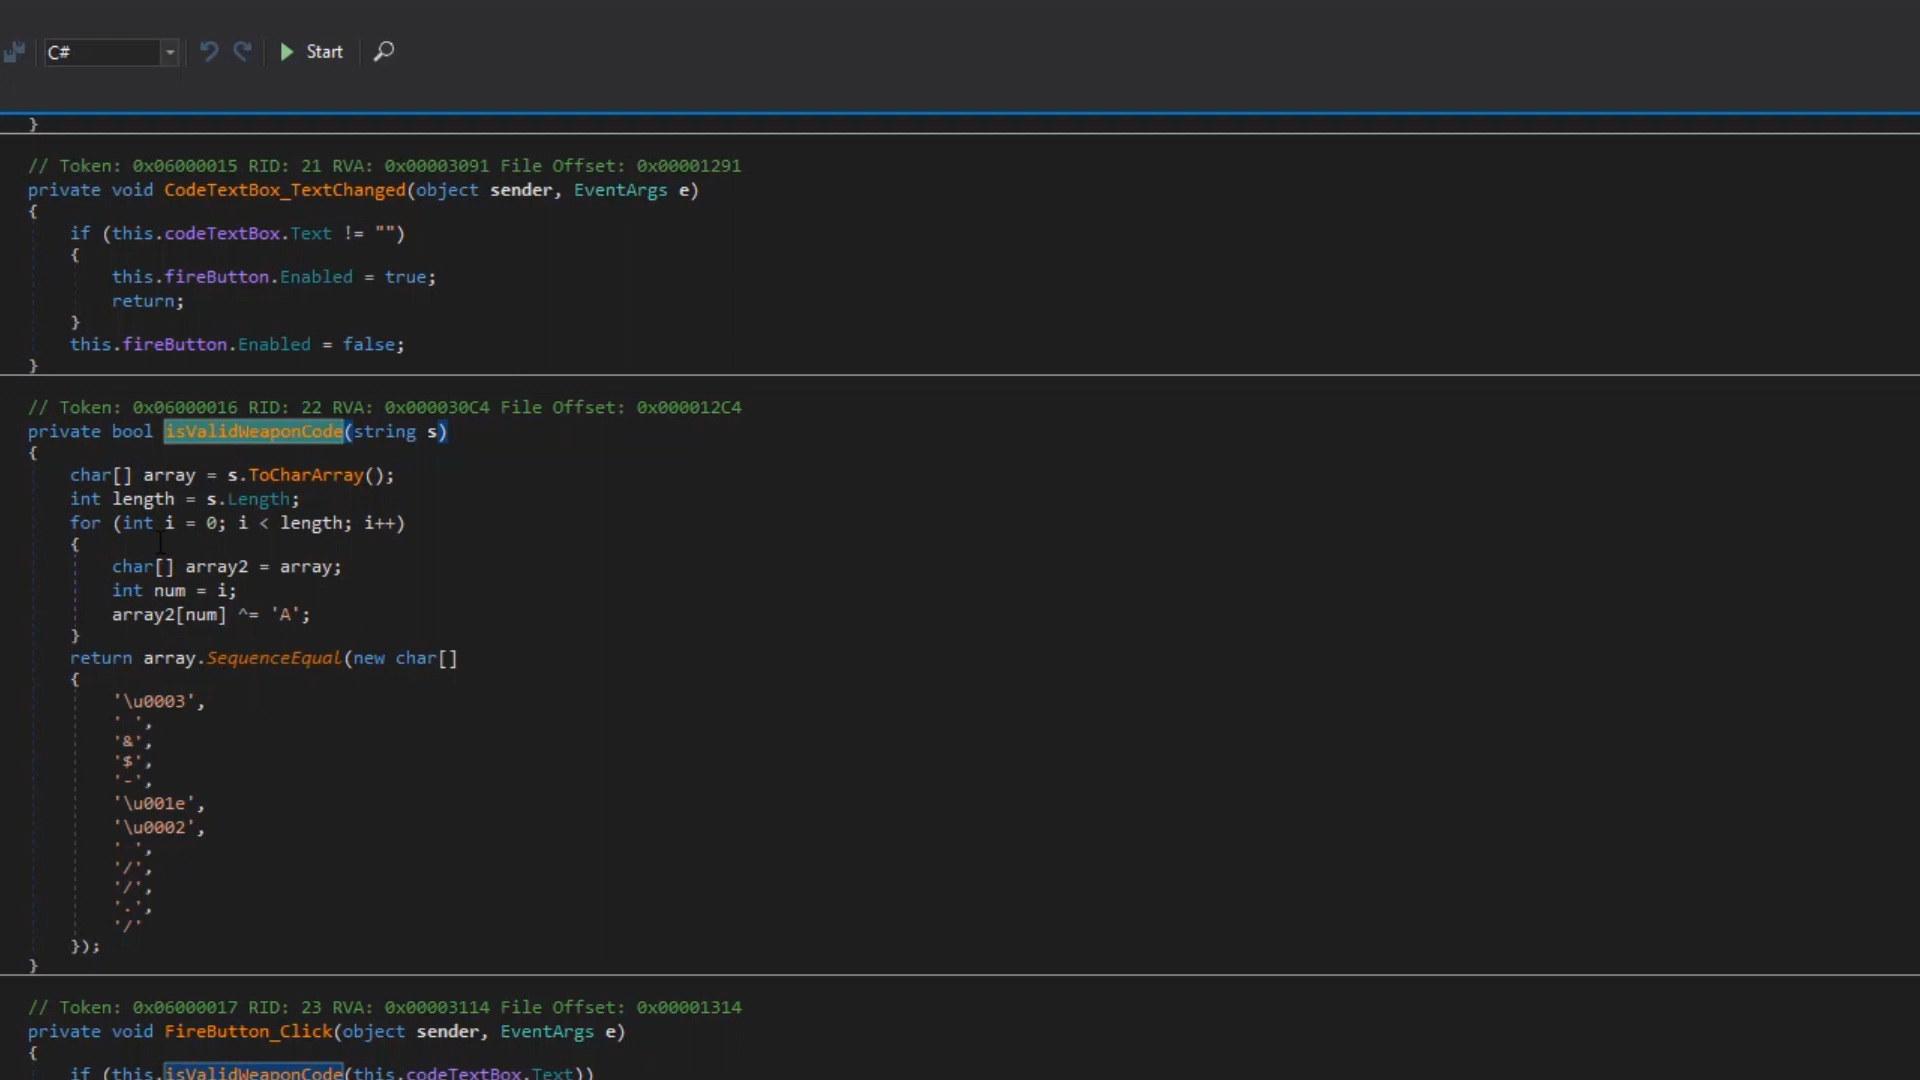 C# Start
}
// Token: 0x06000015 RID: 21 RVA: 0x00003091 File Offset: 0x00001291
private void CodeTextBox_TextChanged(object sender, EventArgs e)
{
if (this.codeTextBox.Text != "")
{
this.fireButton.Enabled = true;
return;
}
this.fireButton.Enabled = false;
}
// Token: 0x06000016 RID: 22 RVA: 0x000030C4 File Offset: 0x000012C4
private bool isValidWeaponCode(string s)
{
char[] array = s.ToCharArray();
int length = s.Length;
for (int i = 0; i < length; i++)
{
char[] array2 = array;
int num = i;
array2[num] ^= 'A';
}
return array.SequenceEqual(new char[]
{
'\u0003',
' ',
'&',
'$',
'-',
'\u001e',
'\u0002',
' ',
'/',
'/',
'.',
'/'
});
}
// Token: 0x06000017 RID: 23 RVA: 0x00003114 File Offset: 0x00001314
private void FireButton_Click(object sender, EventArgs e)
{
if (this.isValidWeaponCode(this.codeTextBox.Text))